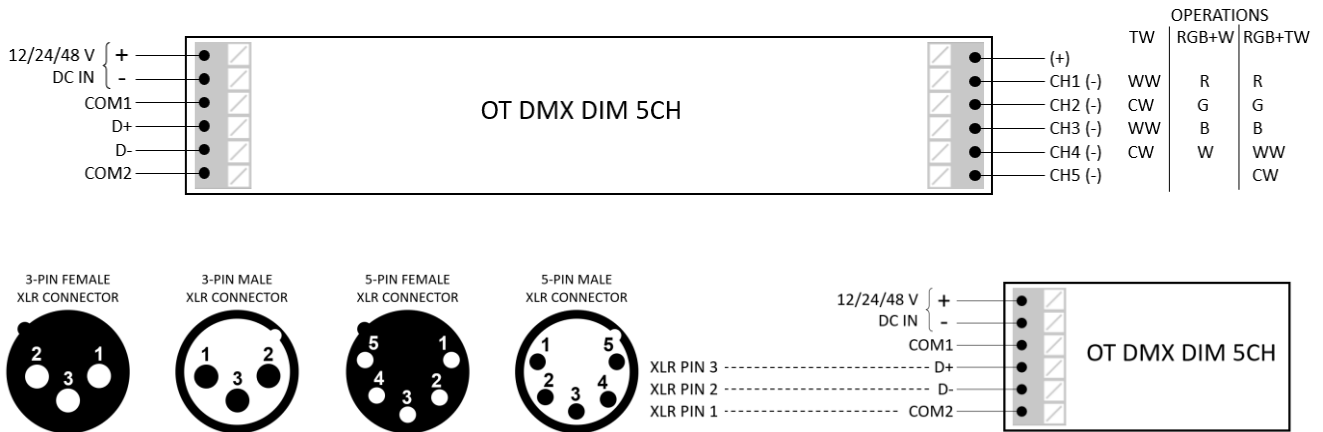 OPERATIONS
TW RGB+W RGB+TW
12/24/48 V + (+)
DC IN - CH1 (-) WW R R
COM1 CH2 (-) CW G G
D+ CH3 (-) WW B B
D- CH4 (-) CW W WW
COM2 CH5 (-) CW
OT DMX DIM 5CH
3-PIN FEMALE
XLR CONNECTOR
2 1
3
3-PIN MALE
XLR CONNECTOR
1 2
3
5-PIN FEMALE
XLR CONNECTOR
5 1
4 2
3
5-PIN MALE
XLR CONNECTOR
1 5
2 4
3
12/24/48 V +
DC IN -
COM1
XLR PIN 3 D+
XLR PIN 2 D-
XLR PIN 1 COM2
OT DMX DIM 5CH